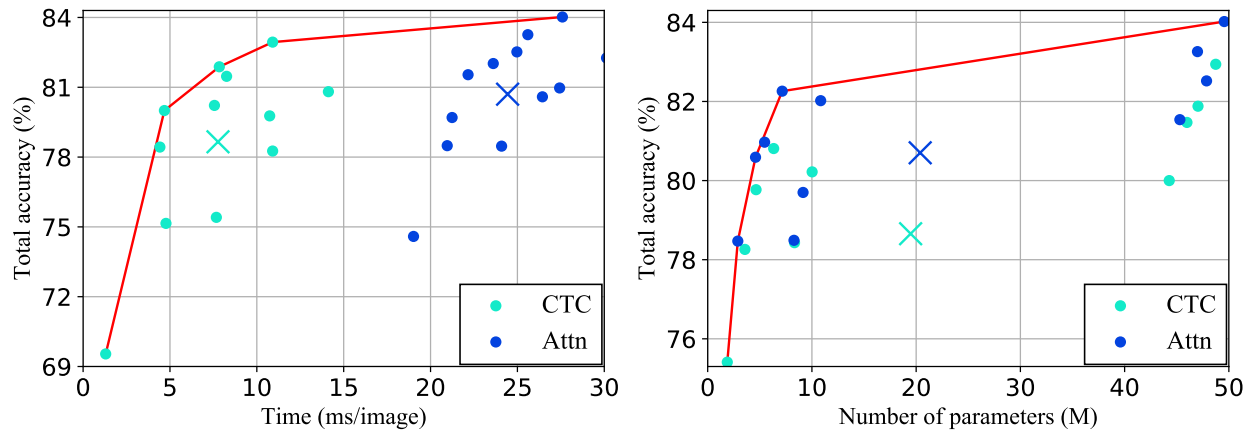 84
81
78
75
72
69
0 5 10 15 20 25 30
Total accuracy (%)
Time (ms/image)
CTC
Attn
84
82
80
78
76
0 10 20 30 40 50
Total accuracy (%)
Number of parameters (M)
CTC
Attn